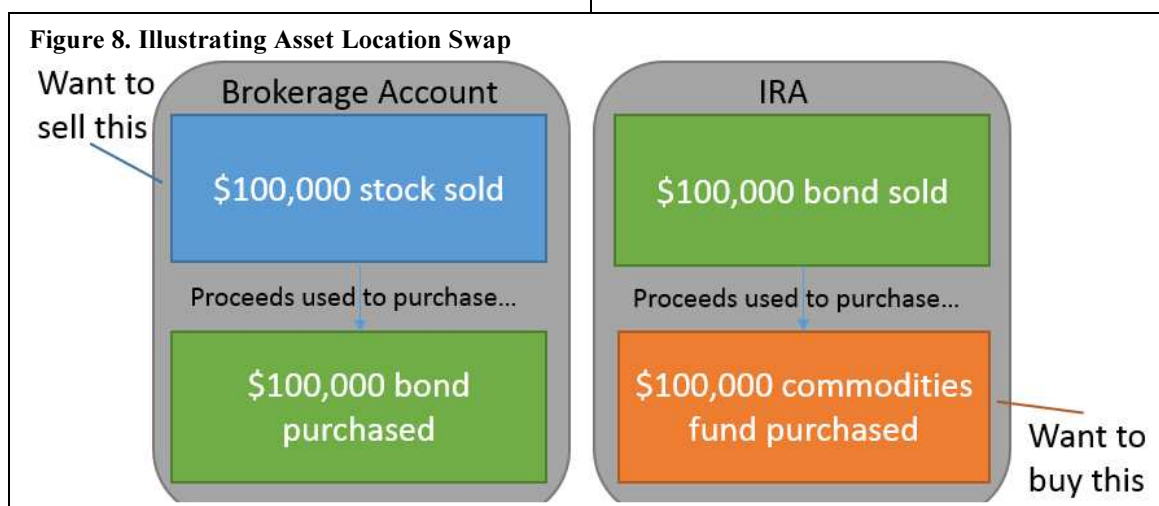 Figure 8. Illustrating Asset Location Swap
Want to
sell this
Brokerage Account
$100,000 stock sold
Proceeds used to purchase...
$100,000 bond
purchased
IRA
$100,000 bond sold
Proceeds used to purchase...
$100,000 commodities
fund purchased
Want to
buy this